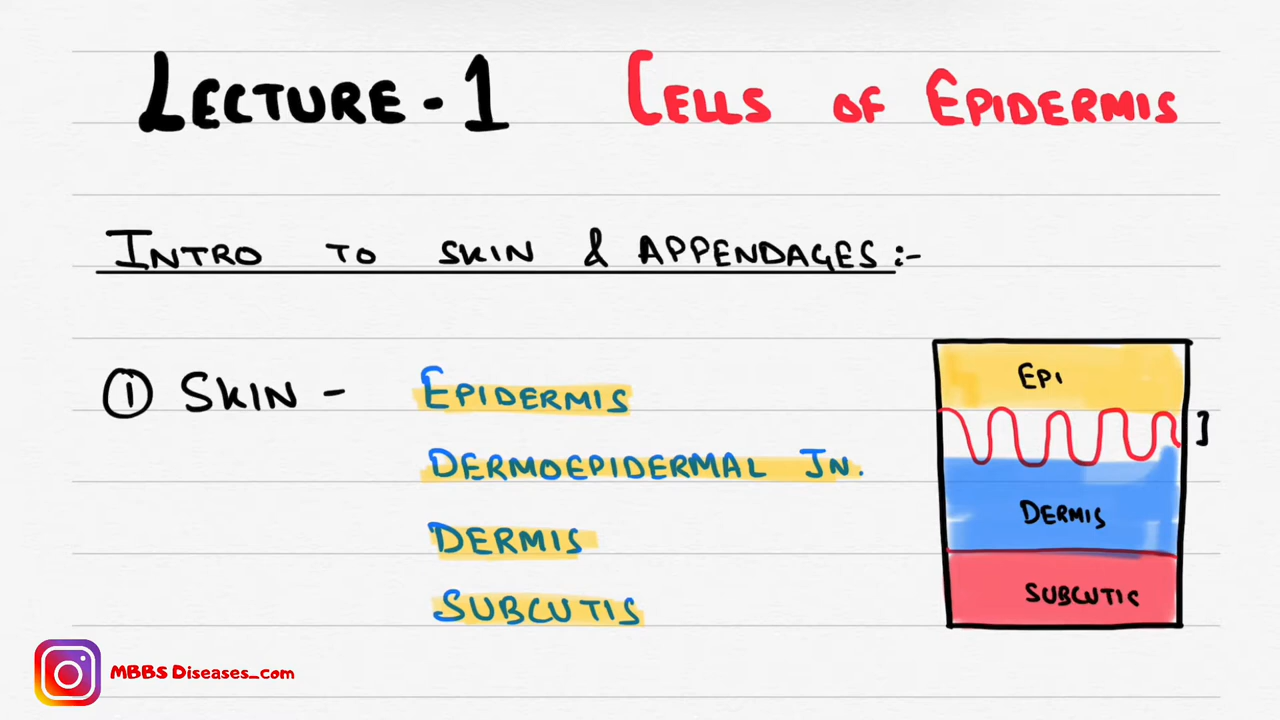 LECTURE - 1 CELLS OF EPIDERMIS
INTRO TO SKIN & APPENDAGES :-
① SKIN - EPIDERMIS
DERMOEPIDERMAL JN.
DERMIS
SUBCUTIS
EPI
]
DERMIS
SUBCUTIS
MBBS Diseases_com